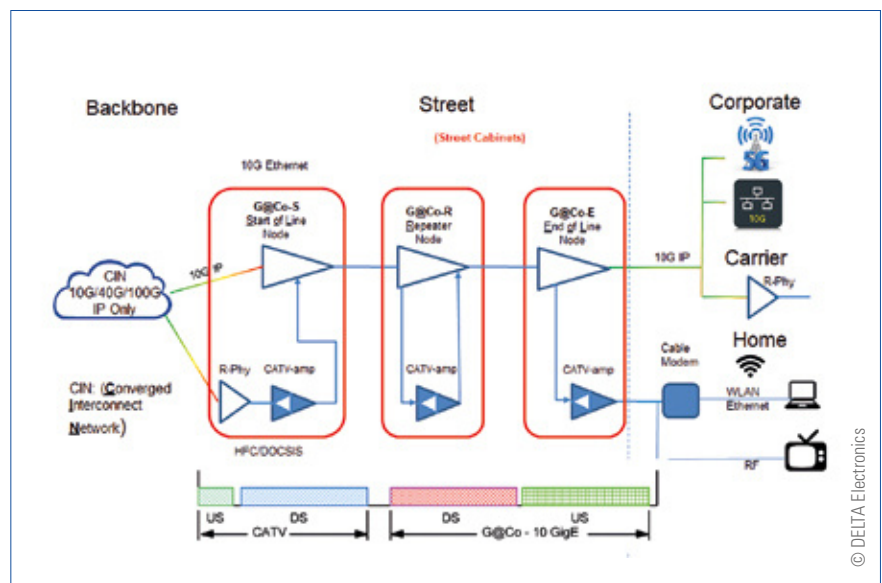 Backbone
Street
Corporate
(Street Cabinets)
5G
10G Ethernet
G@Co-S
Start of Line
Node
G@Co-R
Repeater
Node
G@Co-E
End of Line
Node
10G
10G IP
10G IP
Carrier
R-Phy
CIN
10G/40G/100G
IP Only
Home
R-Phy
CATV-amp
CATV-amp
CATV-amp
Cable
Modem
WLAN
Ethernet
CIN: (Converged
Interconnect
Network)
HFC/DOCSIS
RF
US
DS
DS
US
CATV
G@Co - 10 GigE
© DELTA Electronics